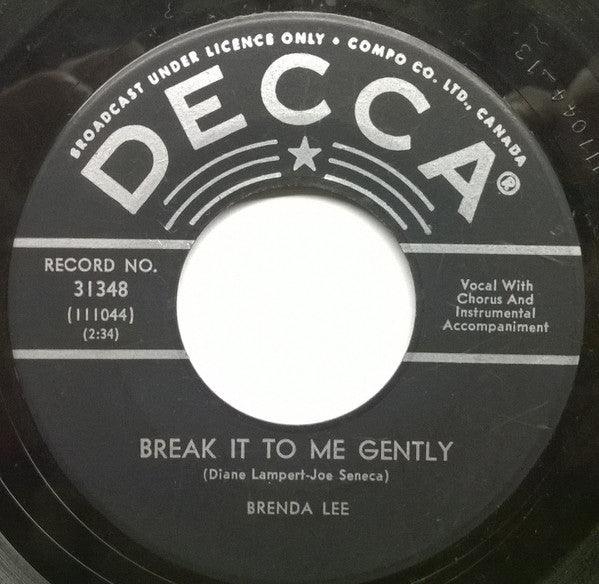 BROADCAST UNDER LICENCE ONLY • COMPO CO. LTD., CANADA
DECCA®
RECORD NO.
31348
(111044)
(2:34)
Vocal With
Chorus And
Instrumental
Accompaniment
BREAK IT TO ME GENTLY
(Diane Lampert-Joe Seneca)
BRENDA LEE